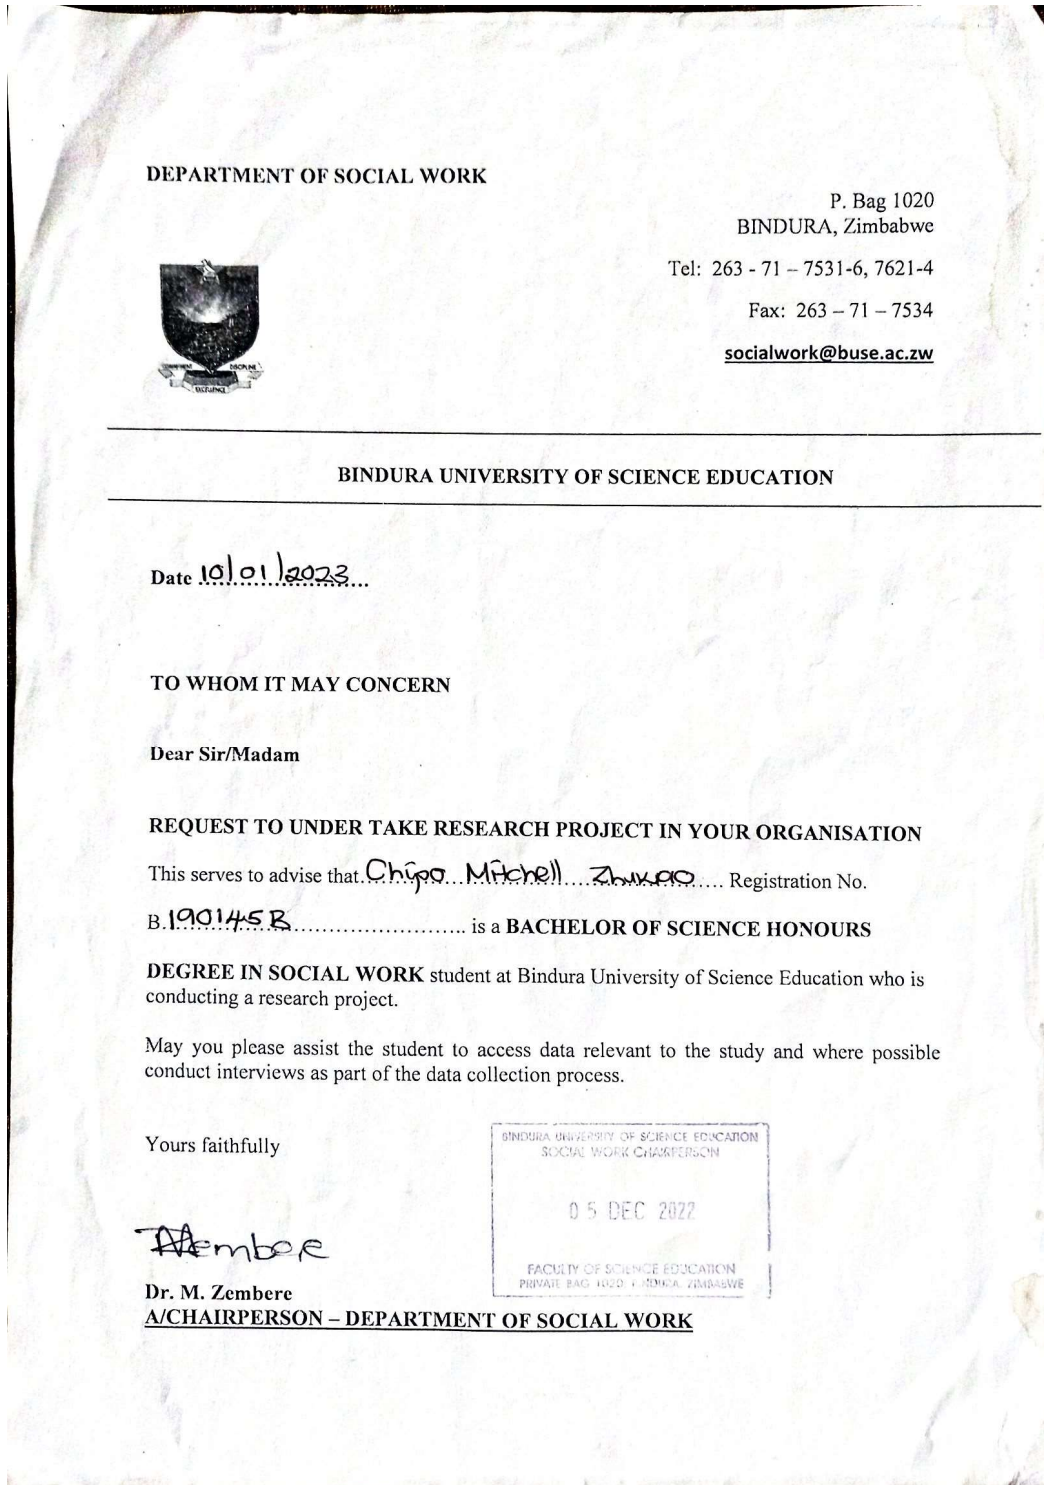 DEPARTMENT OF SOCIAL WORK
P. Bag 1020
BINDURA, Zimbabwe
Tel: 263 - 71 – 7531-6, 7621-4
Fax: 263 – 71 – 7534
socialwork@buse.ac.zw
DISCIPLINE
EXCELLENCE
BINDURA UNIVERSITY OF SCIENCE EDUCATION
Date 10/01/2023
TO WHOM IT MAY CONCERN
Dear Sir/Madam
REQUEST TO UNDER TAKE RESEARCH PROJECT IN YOUR ORGANISATION
This serves to advise that Chipo Mitchell Zhuwao Registration No.
B.190145B is a BACHELOR OF SCIENCE HONOURS
DEGREE IN SOCIAL WORK student at Bindura University of Science Education who is
conducting a research project.
May you please assist the student to access data relevant to the study and where possible
conduct interviews as part of the data collection process.
Yours faithfully
BINDURA UNIVERSITY OF SCIENCE EDUCATION
SOCIAL WORK CHAIRPERSON
05 DEC 2022
FACULTY OF SCIENCE EDUCATION
PRIVATE BAG 1020, BINDURA, ZIMBABWE
Dr. M. Zembere
A/CHAIRPERSON – DEPARTMENT OF SOCIAL WORK